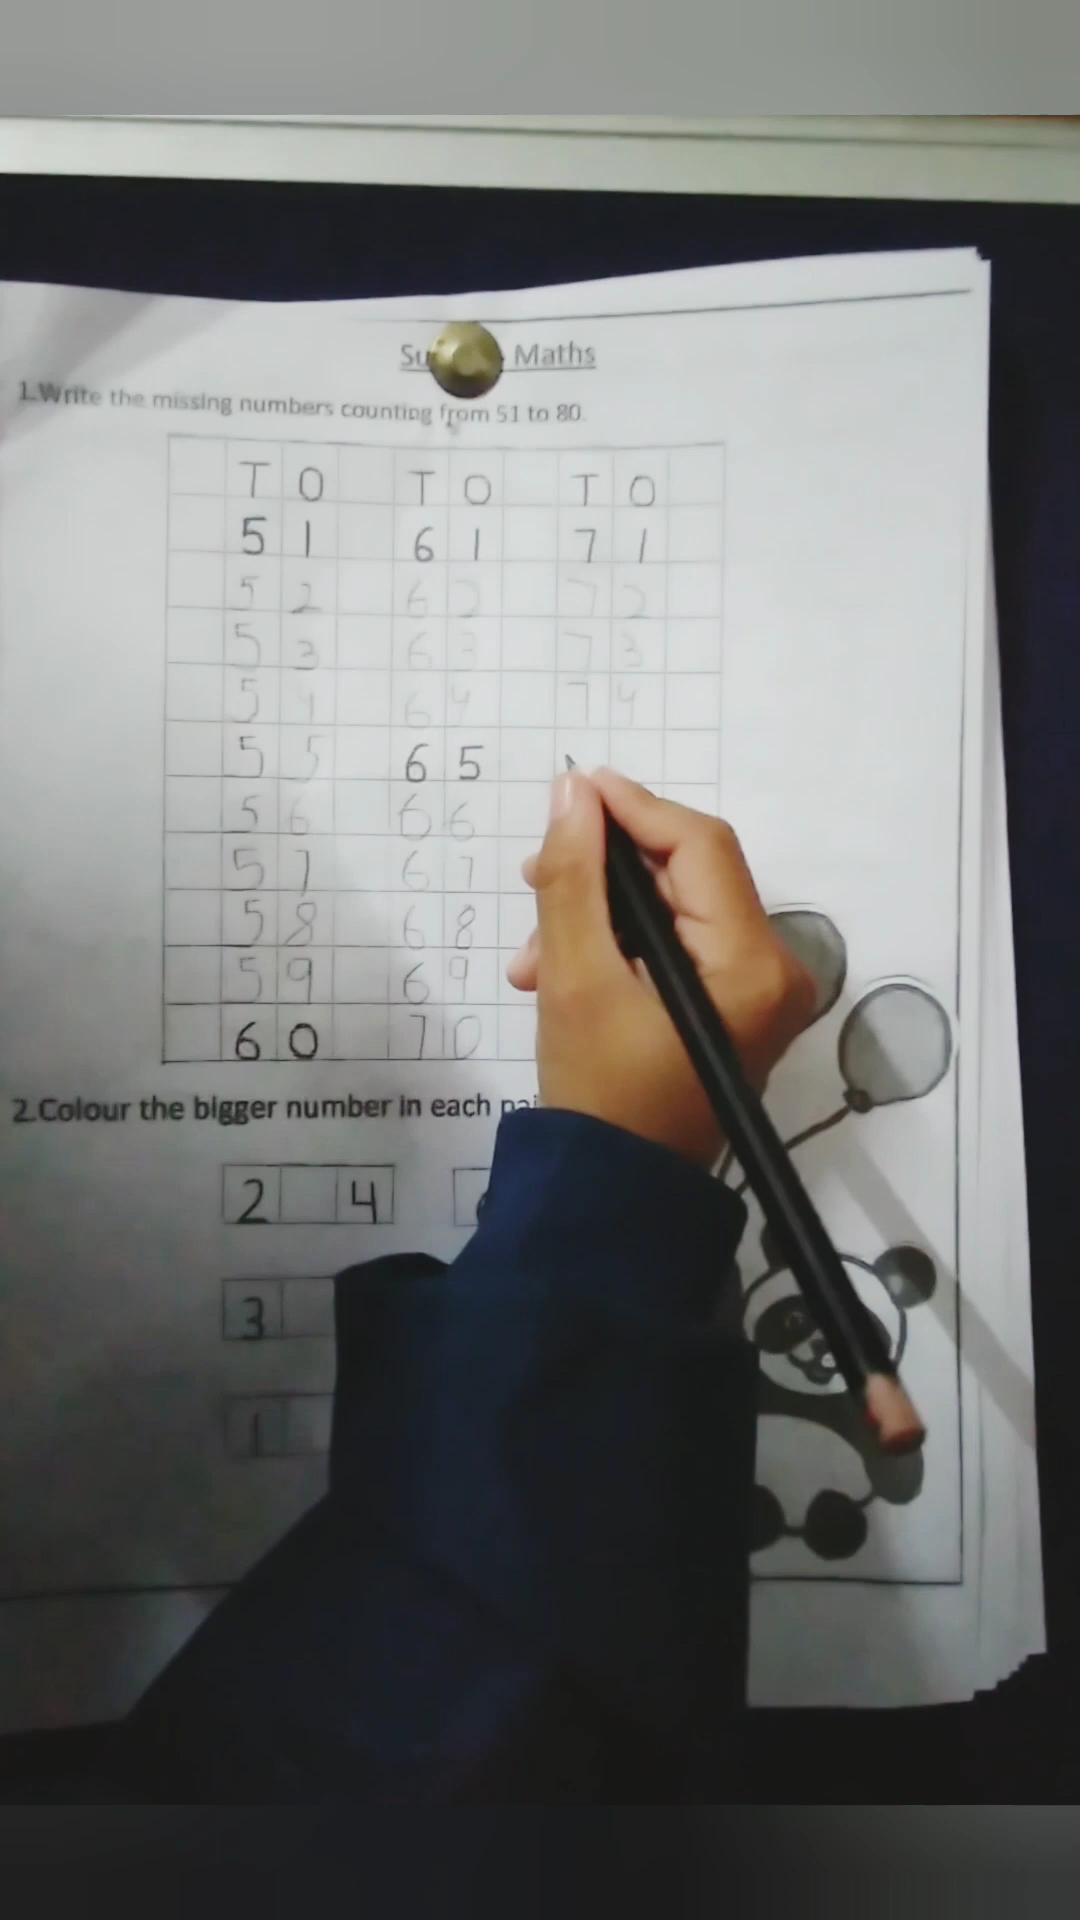 Maths
1.Write the missing numbers counting from 51 to 80.
T O T O T O
5 1 6 1 7 1
5 2 6 2 7 2
5 3 6 3 7 3
5 4 6 4 7 4
5 5 6 5
5 6 6 6
5 7 6 7
5 8 6 8
5 9 6 9
6 0 7 0
2.Colour the bigger number in each
2 4
3
1